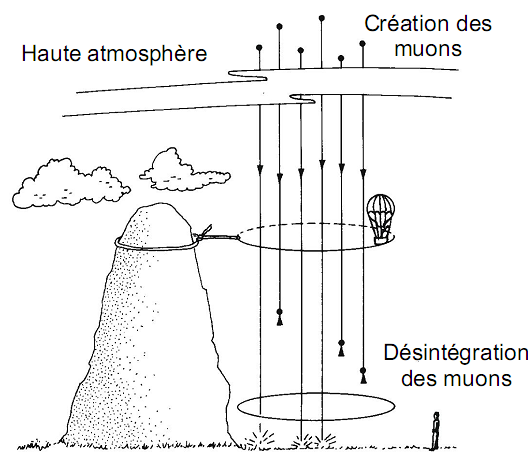 Haute atmosphère
Création des
muons
Désintégration
des muons